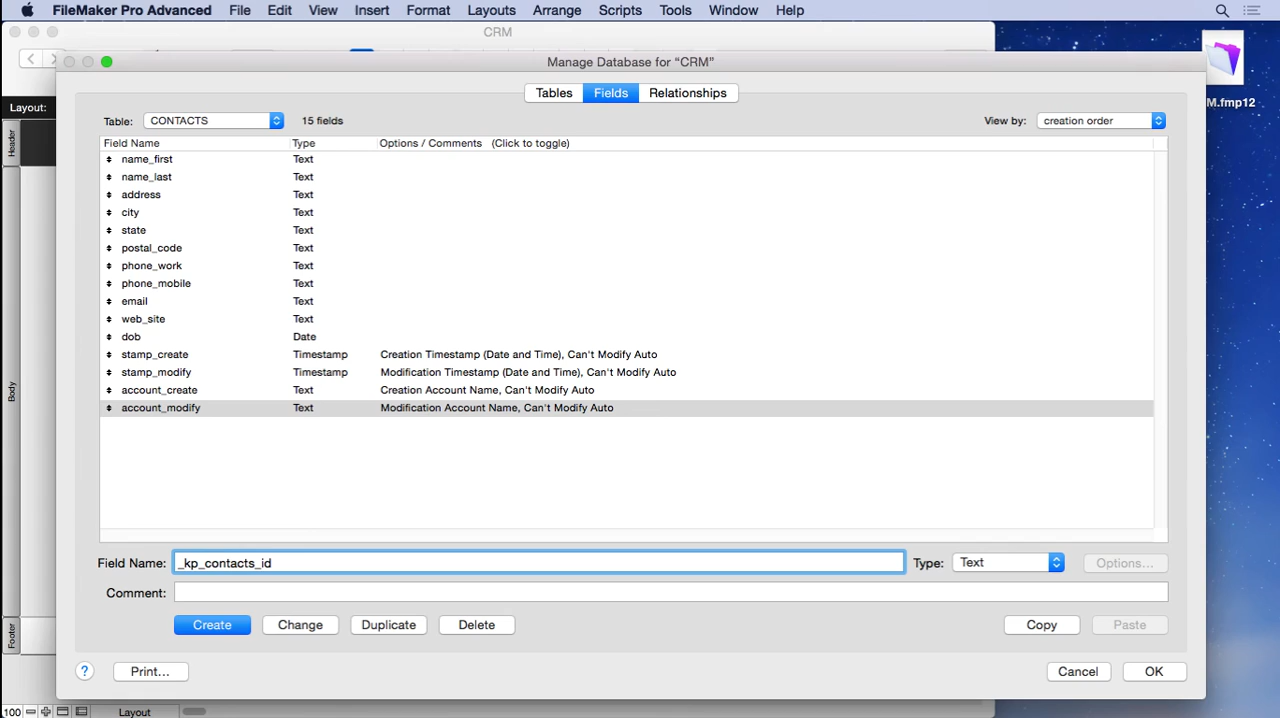 FileMaker Pro Advanced File Edit View Insert Format Layouts Arrange Scripts Tools Window Help
CRM
Manage Database for “CRM”
M.fmp12
Tables Fields Relationships
Layout:
Table: CONTACTS 15 fields View by: creation order
Field Name Type Options / Comments (Click to toggle)
Header
name_first Text
name_last Text
address Text
city Text
state Text
postal_code Text
phone_work Text
phone_mobile Text
email Text
web_site Text
dob Date
stamp_create Timestamp Creation Timestamp (Date and Time), Can't Modify Auto
stamp_modify Timestamp Modification Timestamp (Date and Time), Can't Modify Auto
account_create Text Creation Account Name, Can't Modify Auto
Body
account_modify Text Modification Account Name, Can't Modify Auto
Field Name: _kp_contacts_id Type: Text Options...
Comment:
Create Change Duplicate Delete Copy Paste
Footer
? Print... Cancel OK
100 Layout